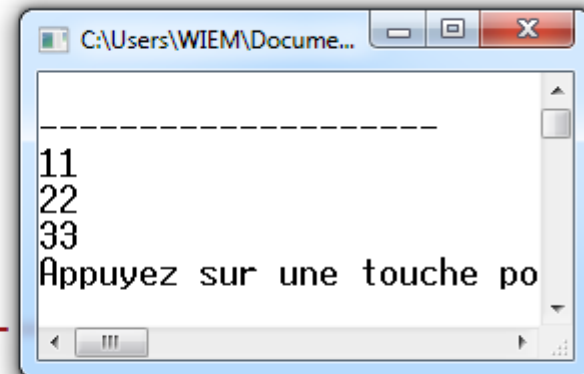 C:\Users\WIEM\Docume...
--------------------
11
22
33
Appuyez sur une touche po